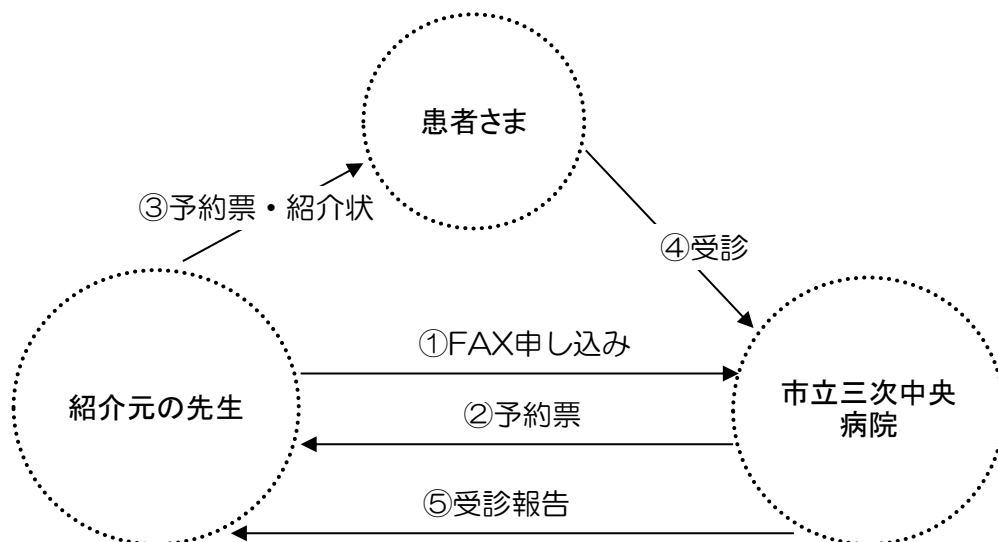 患者さま
③予約票・紹介状
④受診
①FAX申し込み
紹介元の先生
市立三次中央
病院
②予約票
⑤受診報告